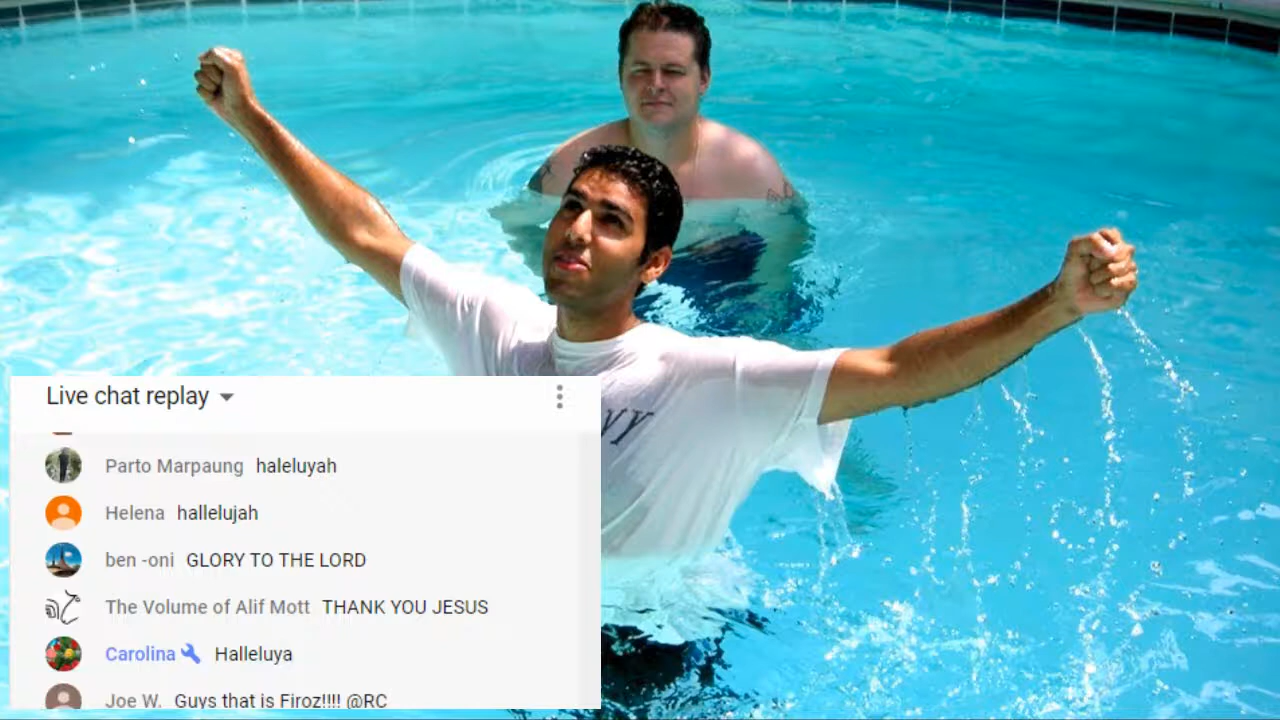 Live chat replay
Parto Marpaung haleluyah
Helena hallelujah
ben -oni GLORY TO THE LORD
The Volume of Alif Mott THANK YOU JESUS
Carolina Halleluya
Joe W. Guys that is Firoz!!!! @RC